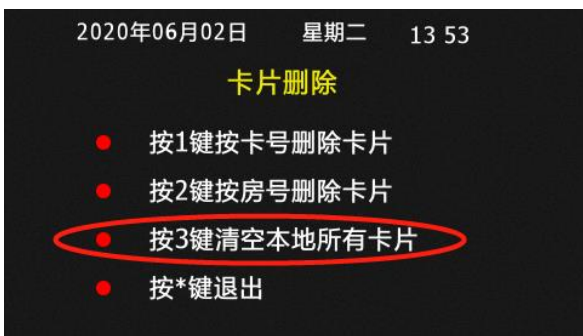 2020年06月02日 星期二 13 53
卡片删除
按1键按卡号删除卡片
按2键按房号删除卡片
按3键清空本地所有卡片
按*键退出